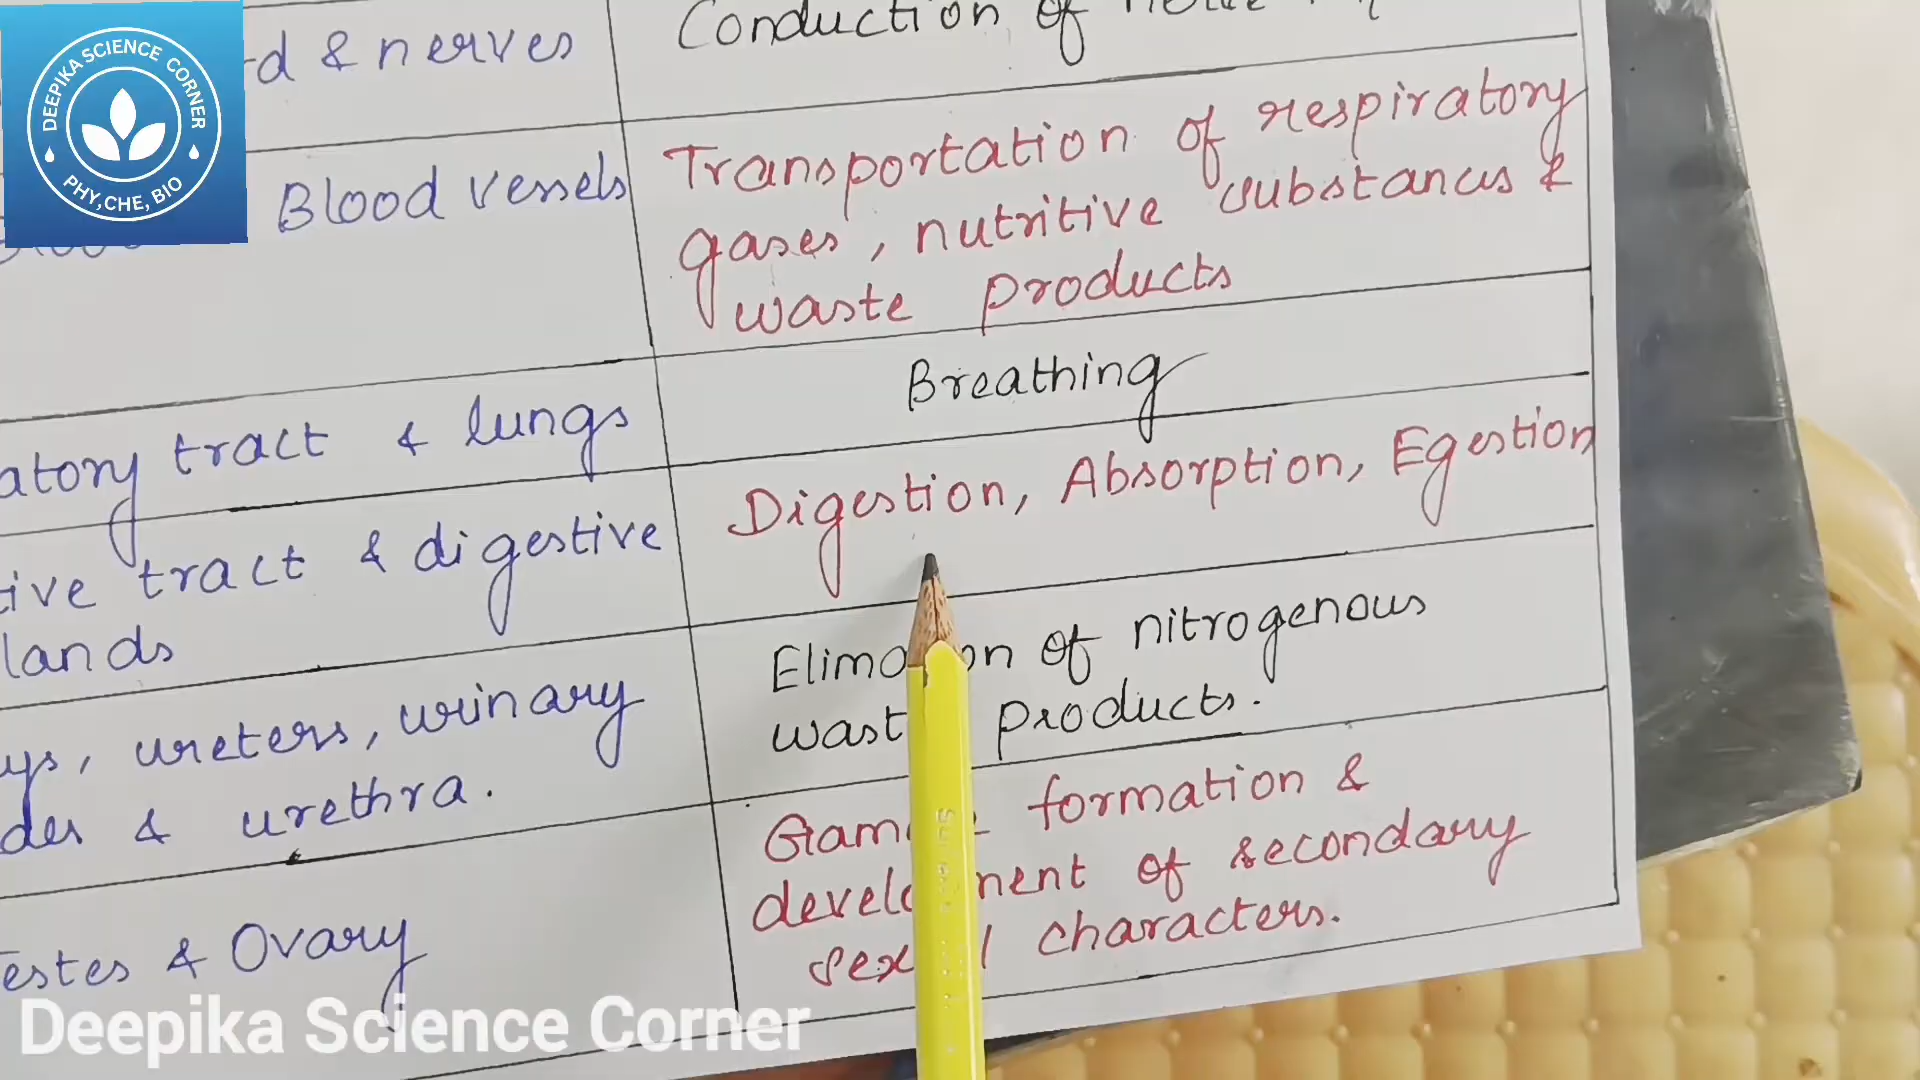 DEEPIKA SCIENCE CORNER
PHY, CHE, BIO
d & nerves
Conduction of
Blood vessels
Transportation of respiratory
gases, nutritive substances &
waste products
atory tract & lungs
Breathing
tive tract & digestive
lands
Digestion, Absorption, Egestion
ys, ureters, urinary
der & urethra.
of nitrogenous
products.
estes & Ovary
formation &
of secondary
characters.
Deepika Science Corner